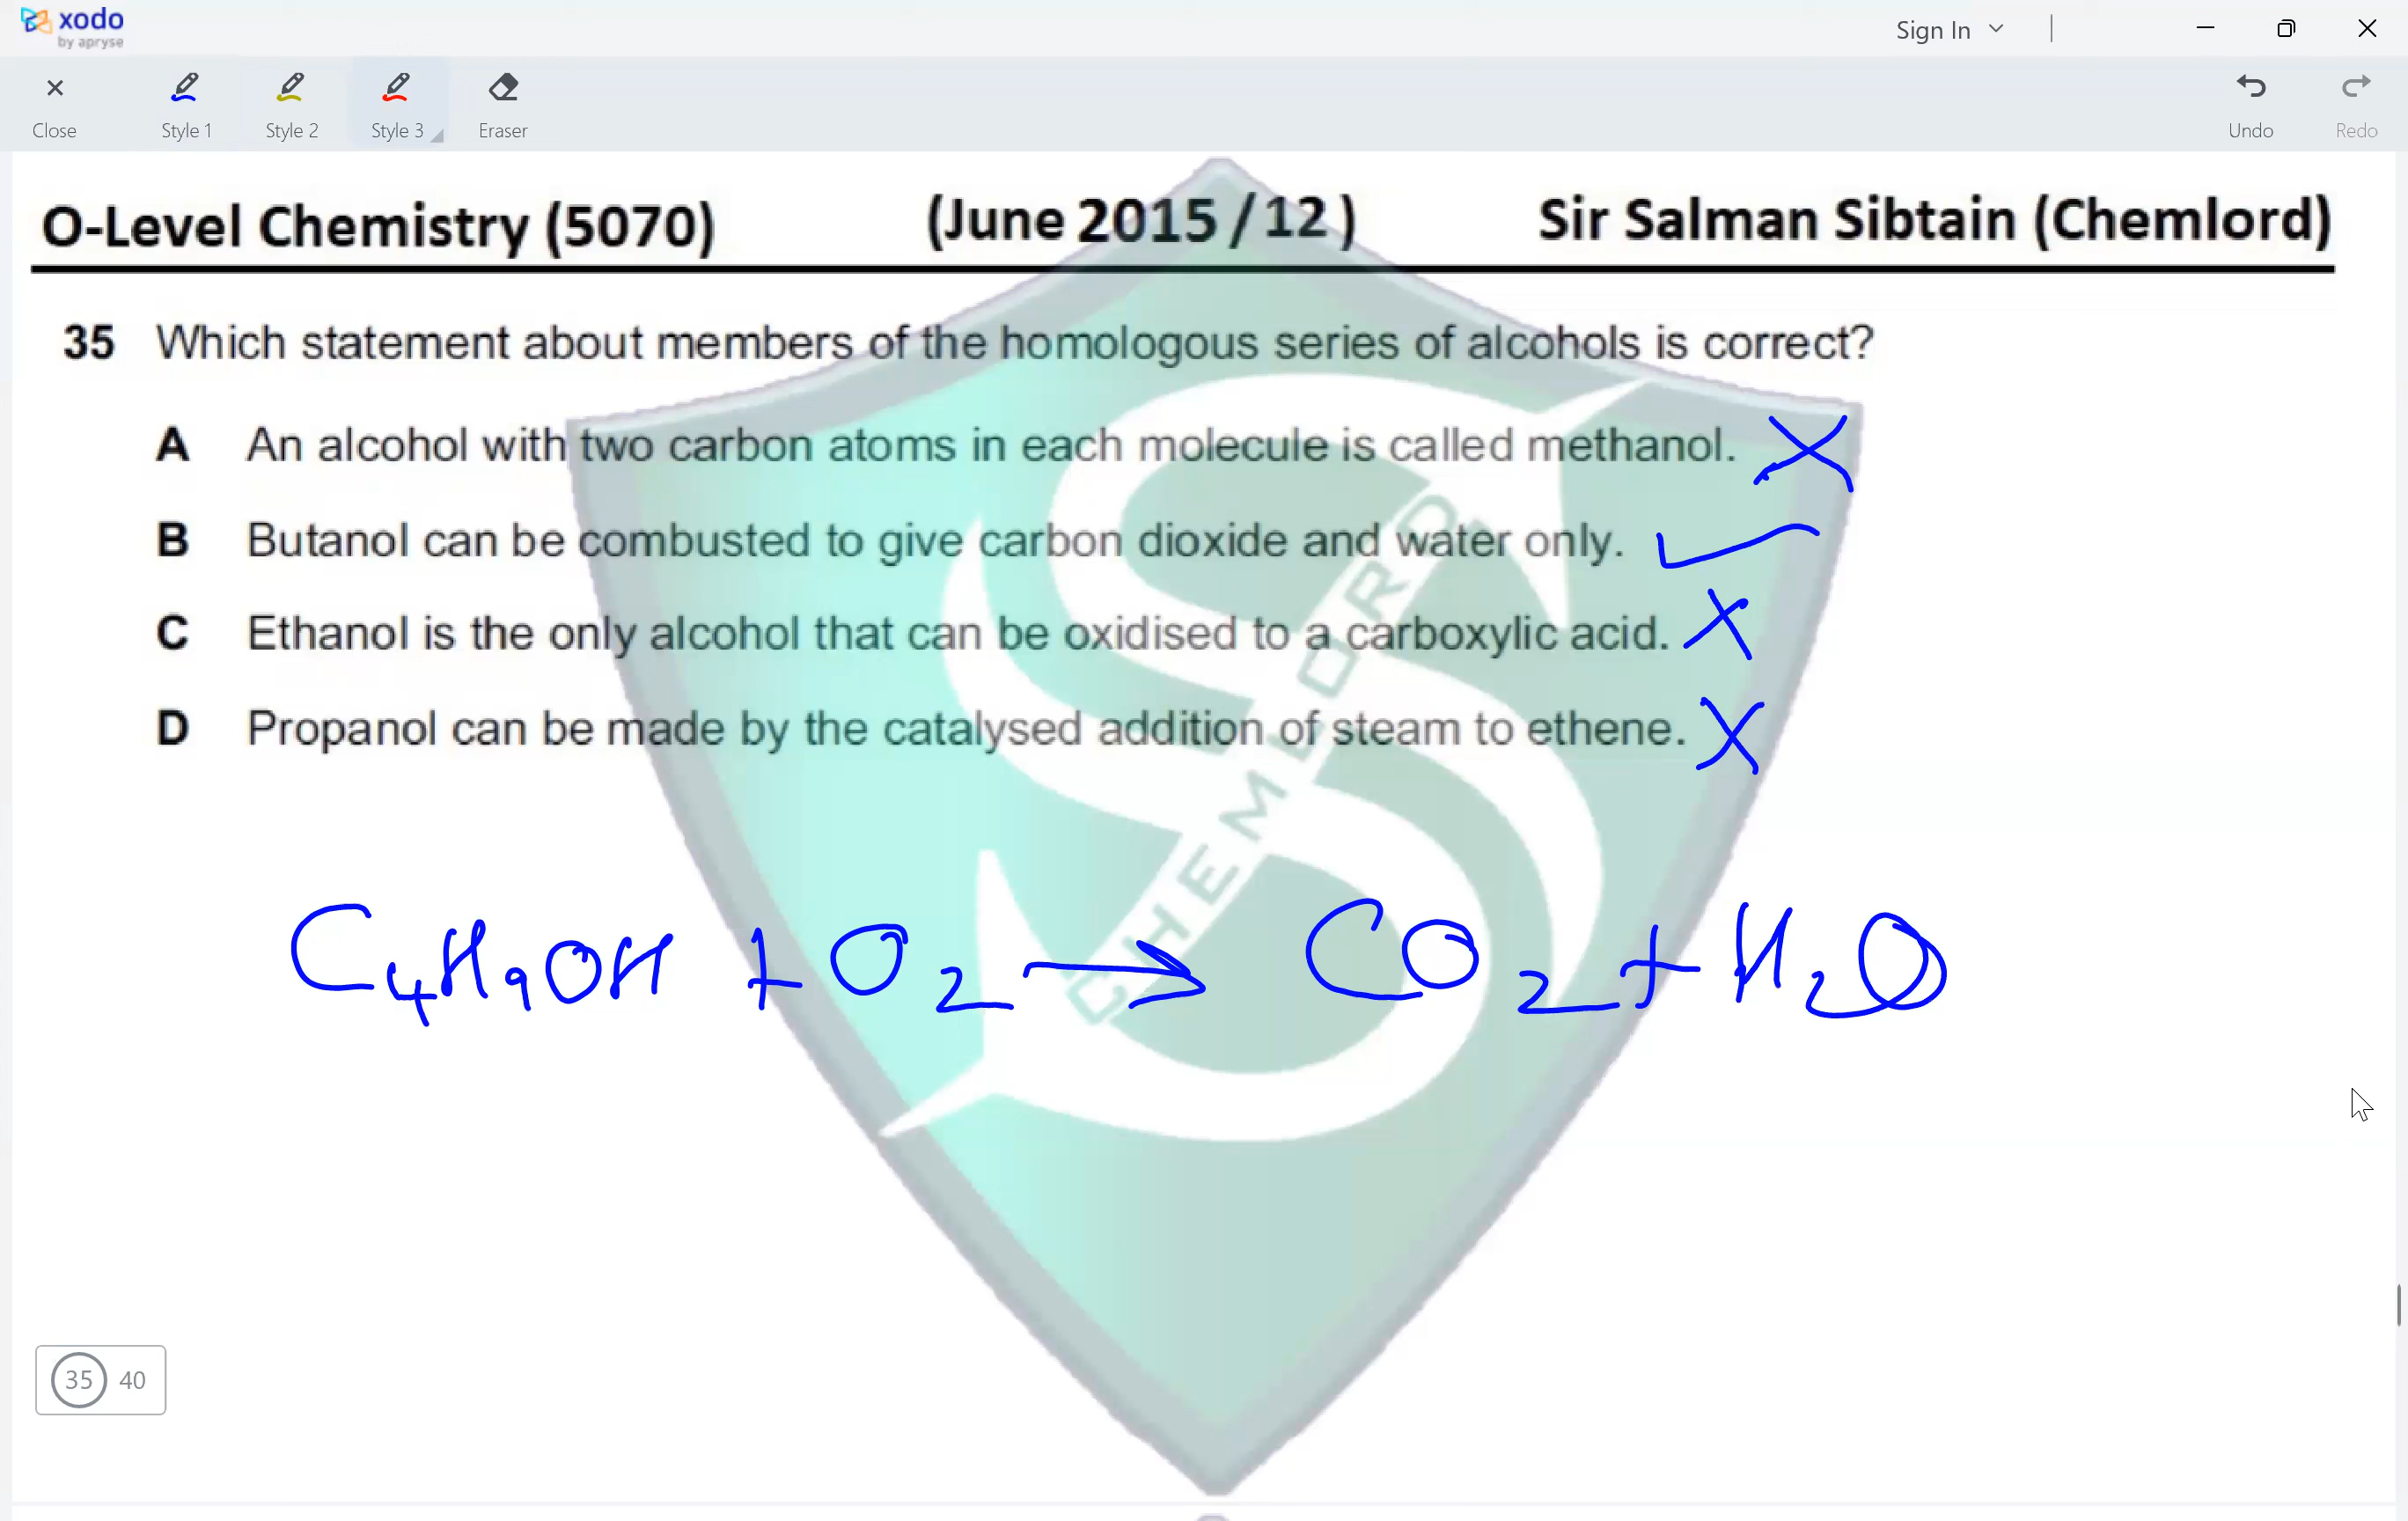 xodo
by apryse
Sign In
Close
Style 1
Style 2
Style 3
Eraser
Undo
Redo
O-Level Chemistry (5070) (June 2015 / 12 ) Sir Salman Sibtain (Chemlord)
35 Which statement about members of the homologous series of alcohols is correct?
A An alcohol with two carbon atoms in each molecule is called methanol. X
B Butanol can be combusted to give carbon dioxide and water only. ✓
C Ethanol is the only alcohol that can be oxidised to a carboxylic acid. X
D Propanol can be made by the catalysed addition of steam to ethene. X
CHEMLORD
C₄H₉OH + O₂ → CO₂ + H₂O
35 40